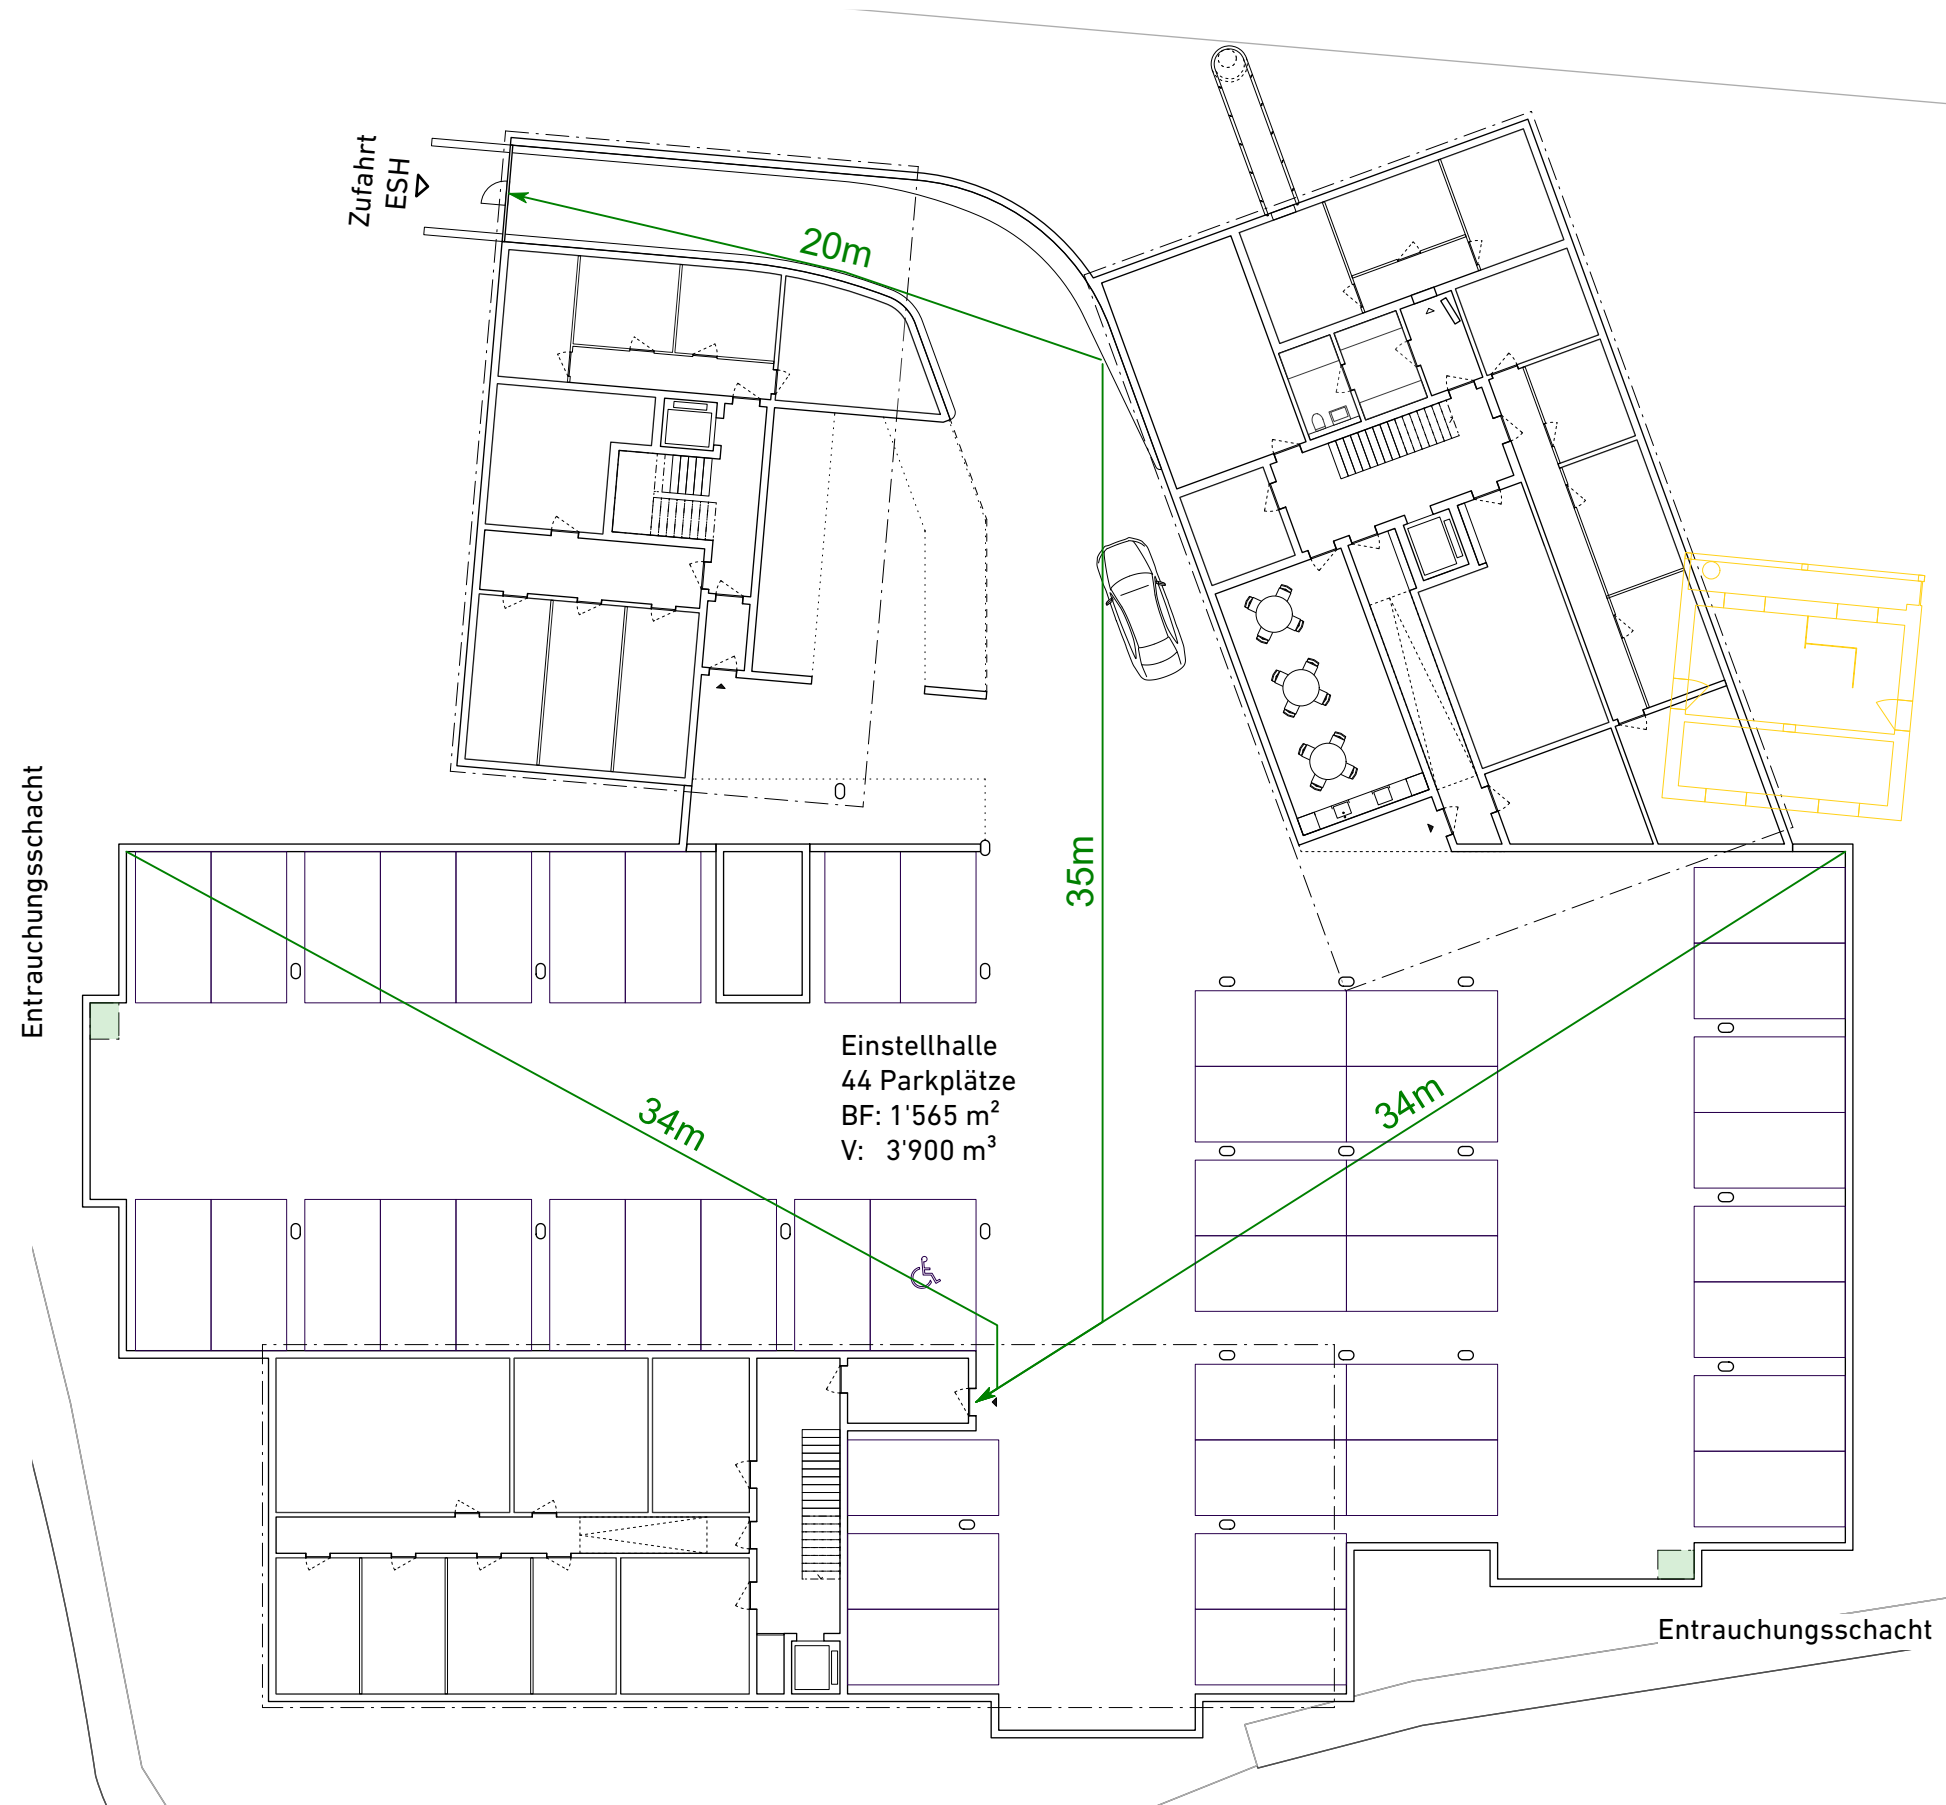 Zufahrt
ESH
20m
35m
Entrauchungsschacht
Einstellhalle
44 Parkplätze
BF: 1'565 m²
V: 3'900 m³
34m
34m
Entrauchungsschacht